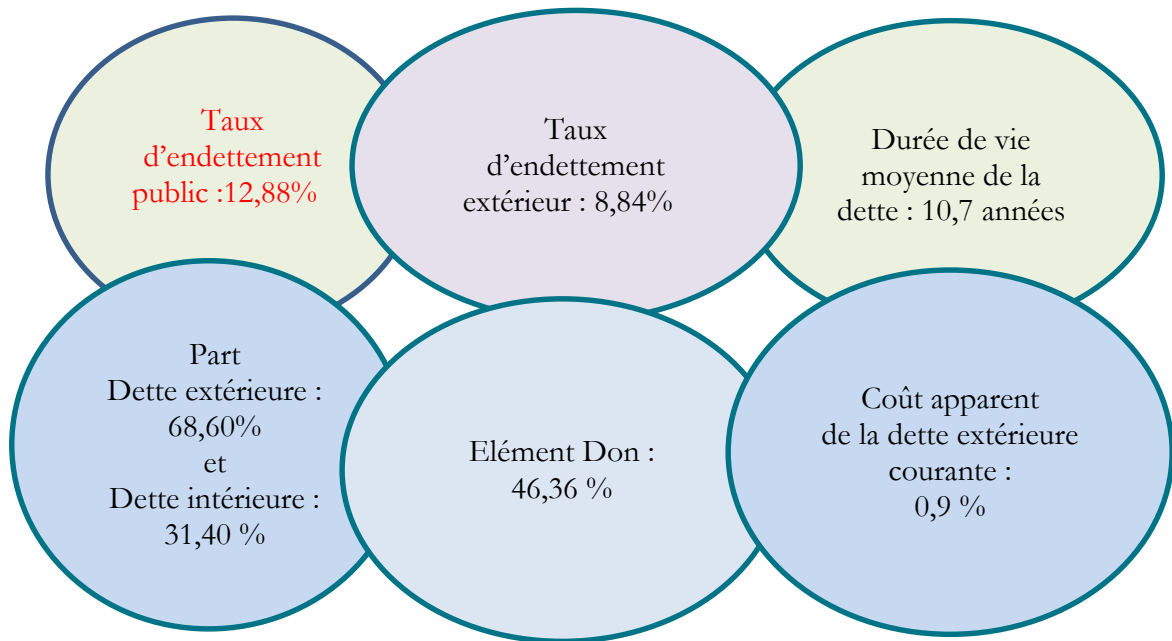 Taux
d’endettement
public :12,88%
Taux
d’endettement
extérieur : 8,84%
Durée de vie
moyenne de la
dette : 10,7 années
Part
Dette extérieure :
68,60%
et
Dette intérieure :
31,40 %
Elément Don :
46,36 %
Coût apparent
de la dette extérieure
courante :
0,9 %